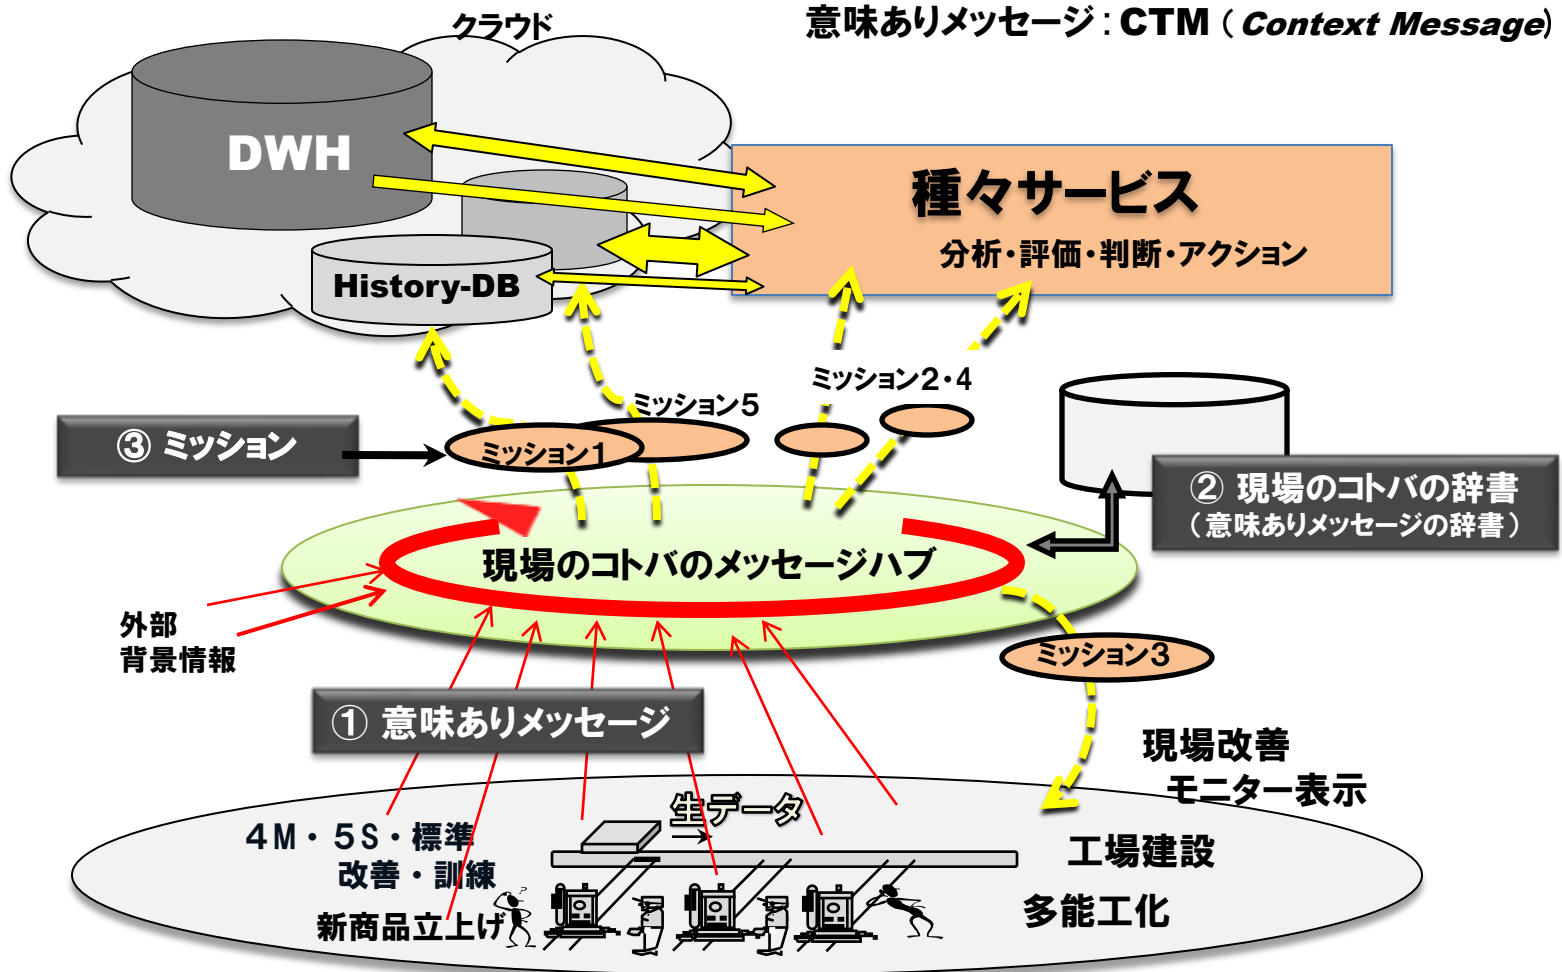 クラウド
意味ありメッセージ：CTM（Context Message)
DWH
種々サービス
分析・評価・判断・アクション
History-DB
ミッション2・4
ミッション5
③ ミッション
ミッション1
② 現場のコトバの辞書
（意味ありメッセージの辞書）
現場のコトバのメッセージハブ
外部
背景情報
ミッション3
① 意味ありメッセージ
現場改善
モニター表示
生データ
４M・５S・標準
改善・訓練
工場建設
新商品立上げ
多能工化
?